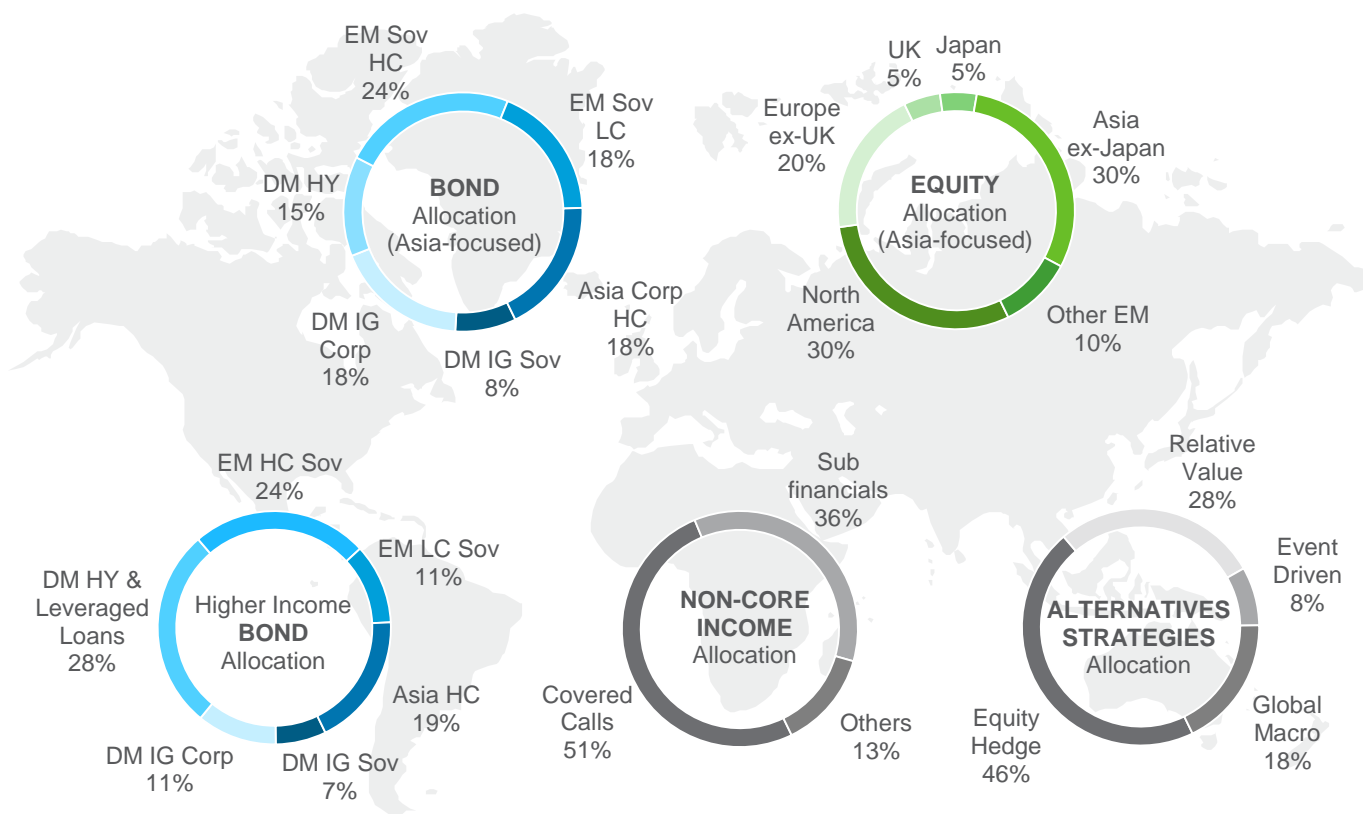 EM Sov
HC
24%
EM Sov
LC
18%
Asia Corp
HC
18%
DM IG Sov
8%
DM IG
Corp
18%
DM HY
15%
BOND
Allocation
(Asia-focused)
UK
5%
Japan
5%
Asia
ex-Japan
30%
Other EM
10%
North
America
30%
Europe
ex-UK
20%
EQUITY
Allocation
(Asia-focused)
EM HC Sov
24%
EM LC Sov
11%
Asia HC
19%
DM IG Sov
7%
DM IG Corp
11%
DM HY &
Leveraged
Loans
28%
Higher Income
BOND
Allocation
Sub
financials
36%
Others
13%
Covered
Calls
51%
NON-CORE
INCOME
Allocation
Relative
Value
28%
Event
Driven
8%
Global
Macro
18%
Equity
Hedge
46%
ALTERNATIVES
STRATEGIES
Allocation